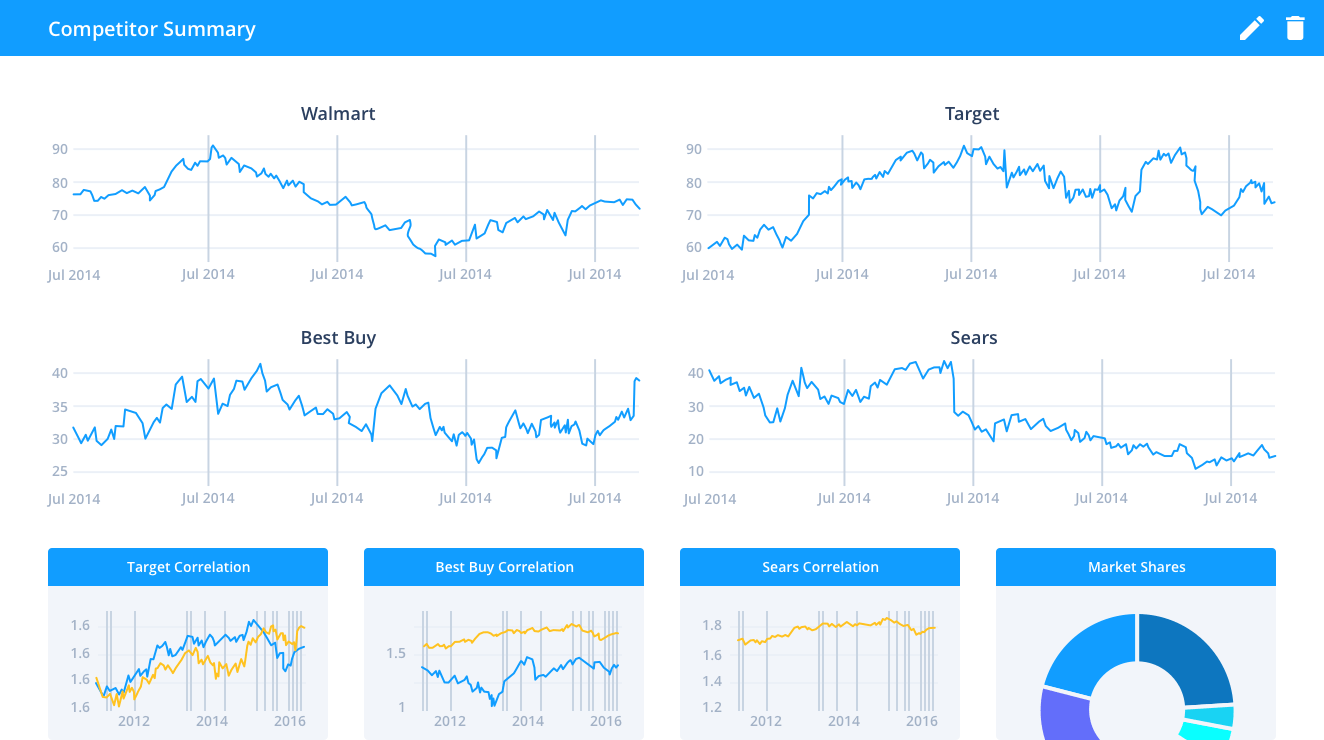 Competitor Summary
Walmart
90
80
70
60
Jul 2014 Jul 2014 Jul 2014 Jul 2014 Jul 2014
Target
90
80
70
60
Jul 2014 Jul 2014 Jul 2014 Jul 2014 Jul 2014
Best Buy
40
35
30
25
Jul 2014 Jul 2014 Jul 2014 Jul 2014 Jul 2014
Sears
40
30
20
10
Jul 2014 Jul 2014 Jul 2014 Jul 2014 Jul 2014
Target Correlation
1.6
1.6
1.6
1.6
2012 2014 2016
Best Buy Correlation
1.5
1
2012 2014 2016
Sears Correlation
1.8
1.6
1.4
1.2
2012 2014 2016
Market Shares